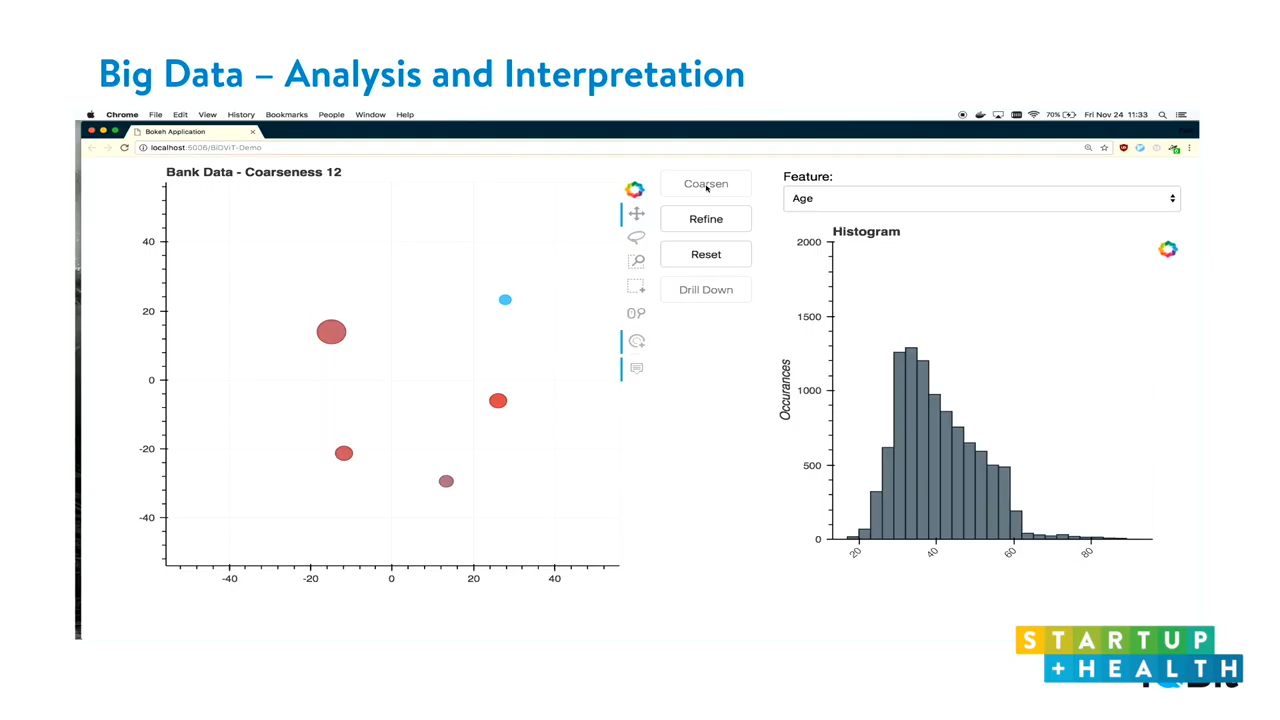 Big Data – Analysis and Interpretation
Chrome File Edit View History Bookmarks People Window Help
70% Fri Nov 24 11:33
Bokeh Application
localhost:5006/BiDViT-Demo
Bank Data - Coarseness 12
40
20
0
-20
-40
-40 -20 0 20 40
Coarsen
Refine
Reset
Drill Down
Feature:
Age
Histogram
2000
1500
1000
500
0
Occurances
20 40 60 80
STARTUP
+HEALTH